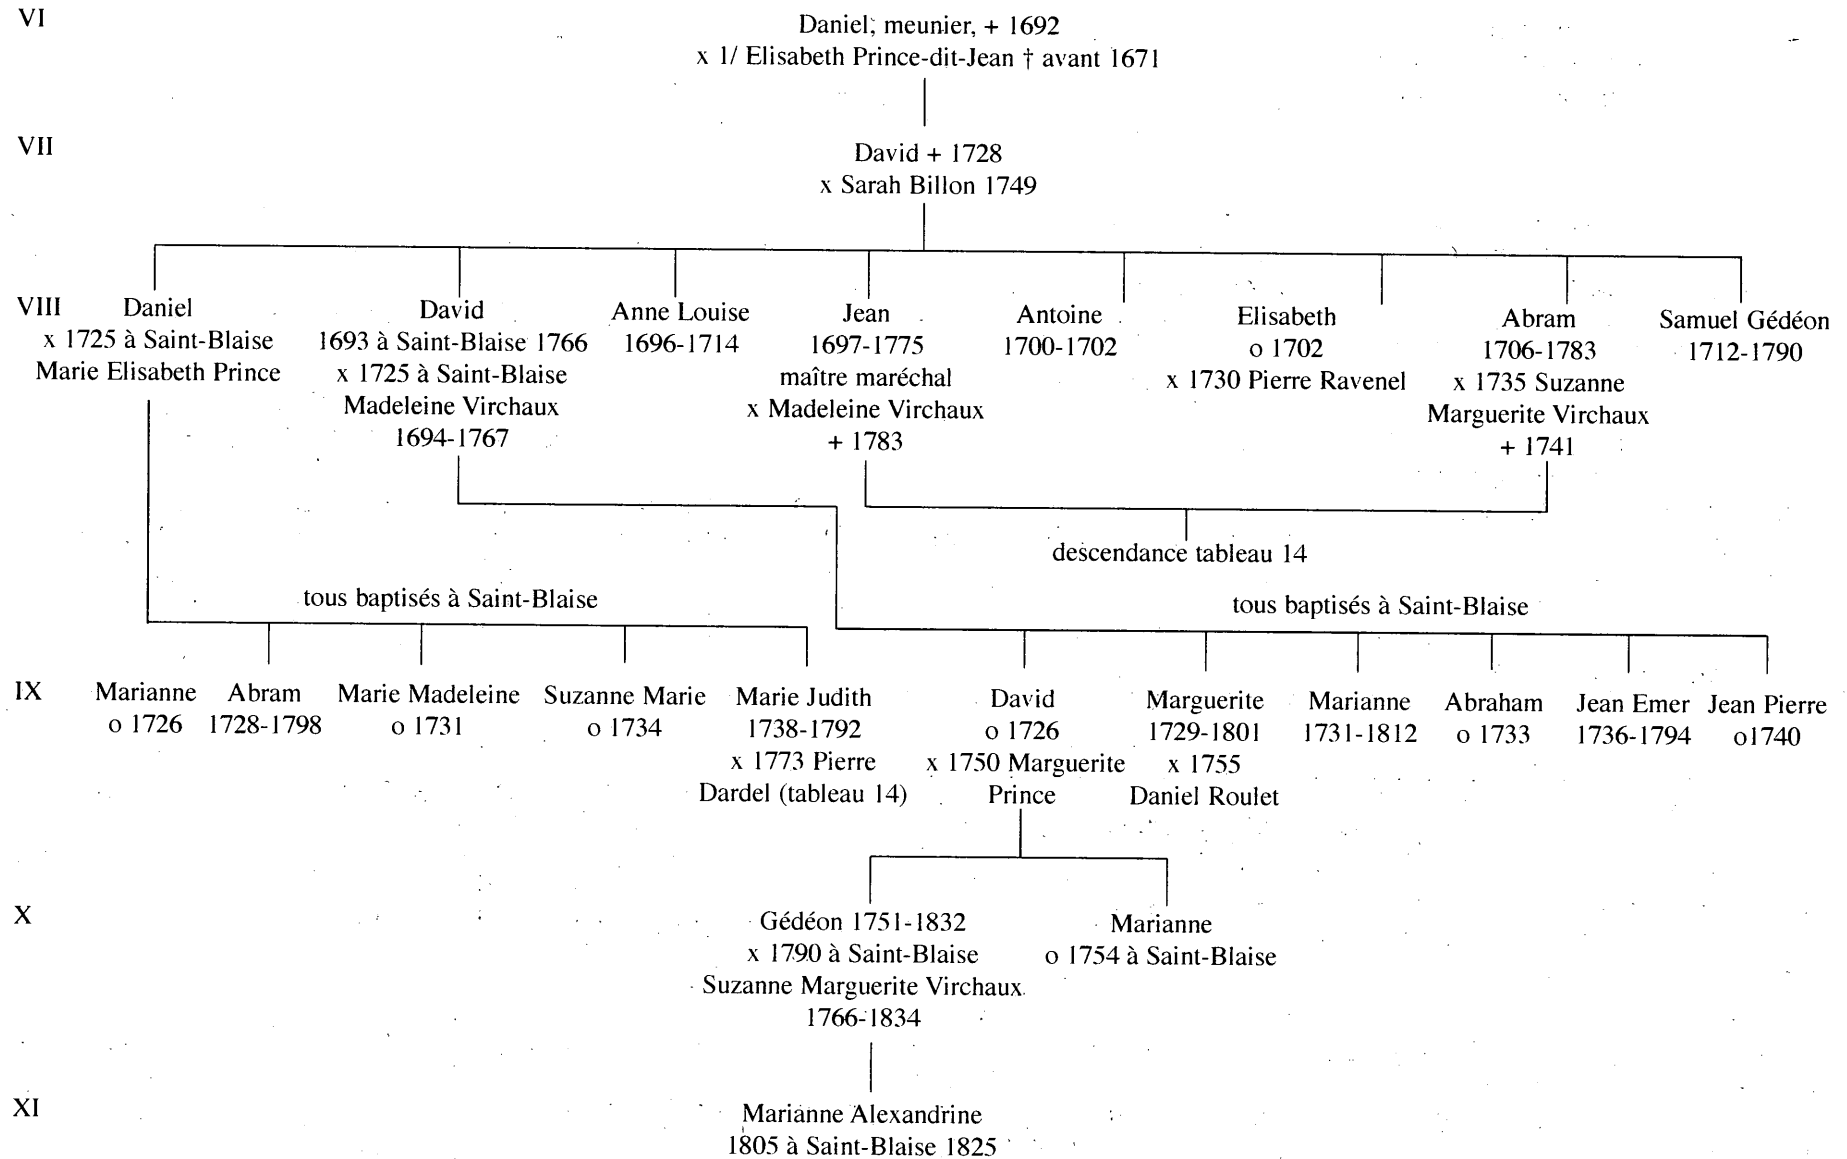 VI
Daniel, meunier, + 1692
x 1/ Elisabeth Prince-dit-Jean † avant 1671
VII
David + 1728
x Sarah Billon 1749
VIII
Daniel
x 1725 à Saint-Blaise
Marie Elisabeth Prince
David
1693 à Saint-Blaise 1766
x 1725 à Saint-Blaise
Madeleine Virchaux
1694-1767
Anne Louise
1696-1714
Jean
1697-1775
maître maréchal
x Madeleine Virchaux
+ 1783
Antoine
1700-1702
Elisabeth
o 1702
x 1730 Pierre Ravenel
Abram
1706-1783
x 1735 Suzanne
Marguerite Virchaux
+ 1741
Samuel Gédéon
1712-1790
descendance tableau 14
tous baptisés à Saint-Blaise
tous baptisés à Saint-Blaise
IX
Marianne
o 1726
Abram
1728-1798
Marie Madeleine
o 1731
Suzanne Marie
o 1734
Marie Judith
1738-1792
x 1773 Pierre
Dardel (tableau 14)
David
o 1726
x 1750 Marguerite
Prince
Marguerite
1729-1801
x 1755
Daniel Roulet
Marianne
1731-1812
Abraham
o 1733
Jean Emer
1736-1794
Jean Pierre
o1740
X
Gédéon 1751-1832
x 1790 à Saint-Blaise
Suzanne Marguerite Virchaux
1766-1834
Marianne
o 1754 à Saint-Blaise
XI
Marianne Alexandrine
1805 à Saint-Blaise 1825